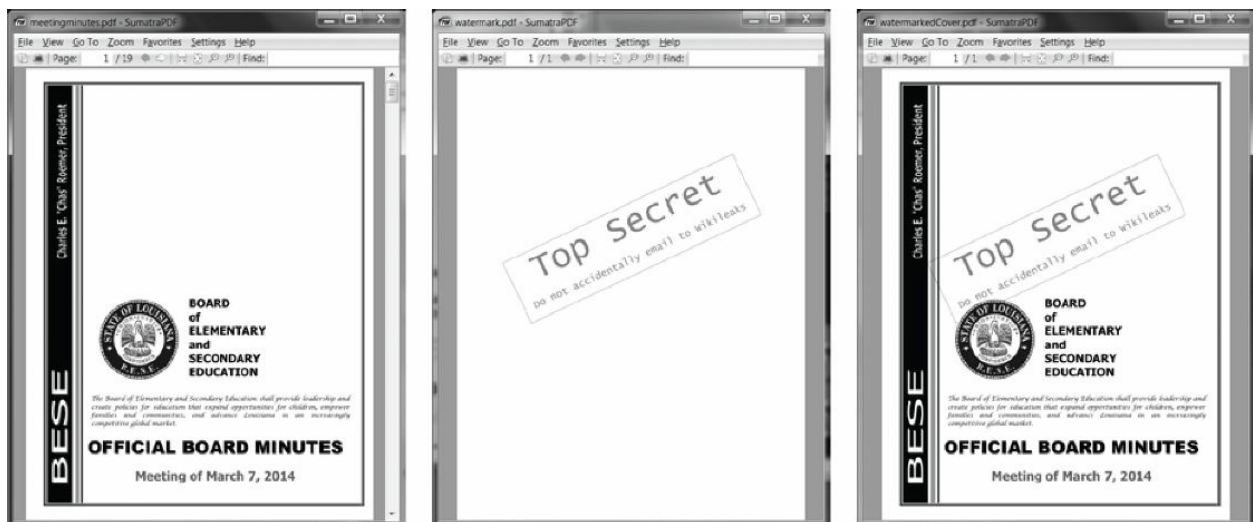 meetingminutes.pdf - SumatraPDF
File View Go To Zoom Favorites Settings Help
Page: 1 / 19 Find:
Charles E. "Chas" Roemer, President
BESE
STATE OF LOUISIANA
B.E.S.E.
BOARD
of
ELEMENTARY
and
SECONDARY
EDUCATION
The Board of Elementary and Secondary Education shall provide leadership and
create policies for education that expand opportunities for children, empower
families and communities, and advance Louisiana in an increasingly
competitive global market.
OFFICIAL BOARD MINUTES
Meeting of March 7, 2014
watermark.pdf - SumatraPDF
File View Go To Zoom Favorites Settings Help
Page: 1 / 1 Find:
Top Secret
Do not accidentally email to Wikileaks
watermarkedCover.pdf - SumatraPDF
File View Go To Zoom Favorites Settings Help
Page: 1 / 1 Find:
Charles E. "Chas" Roemer, President
BESE
Top Secret
Do not accidentally email to Wikileaks
STATE OF LOUISIANA
B.E.S.E.
BOARD
of
ELEMENTARY
and
SECONDARY
EDUCATION
The Board of Elementary and Secondary Education shall provide leadership and
create policies for education that expand opportunities for children, empower
families and communities, and advance Louisiana in an increasingly
competitive global market.
OFFICIAL BOARD MINUTES
Meeting of March 7, 2014